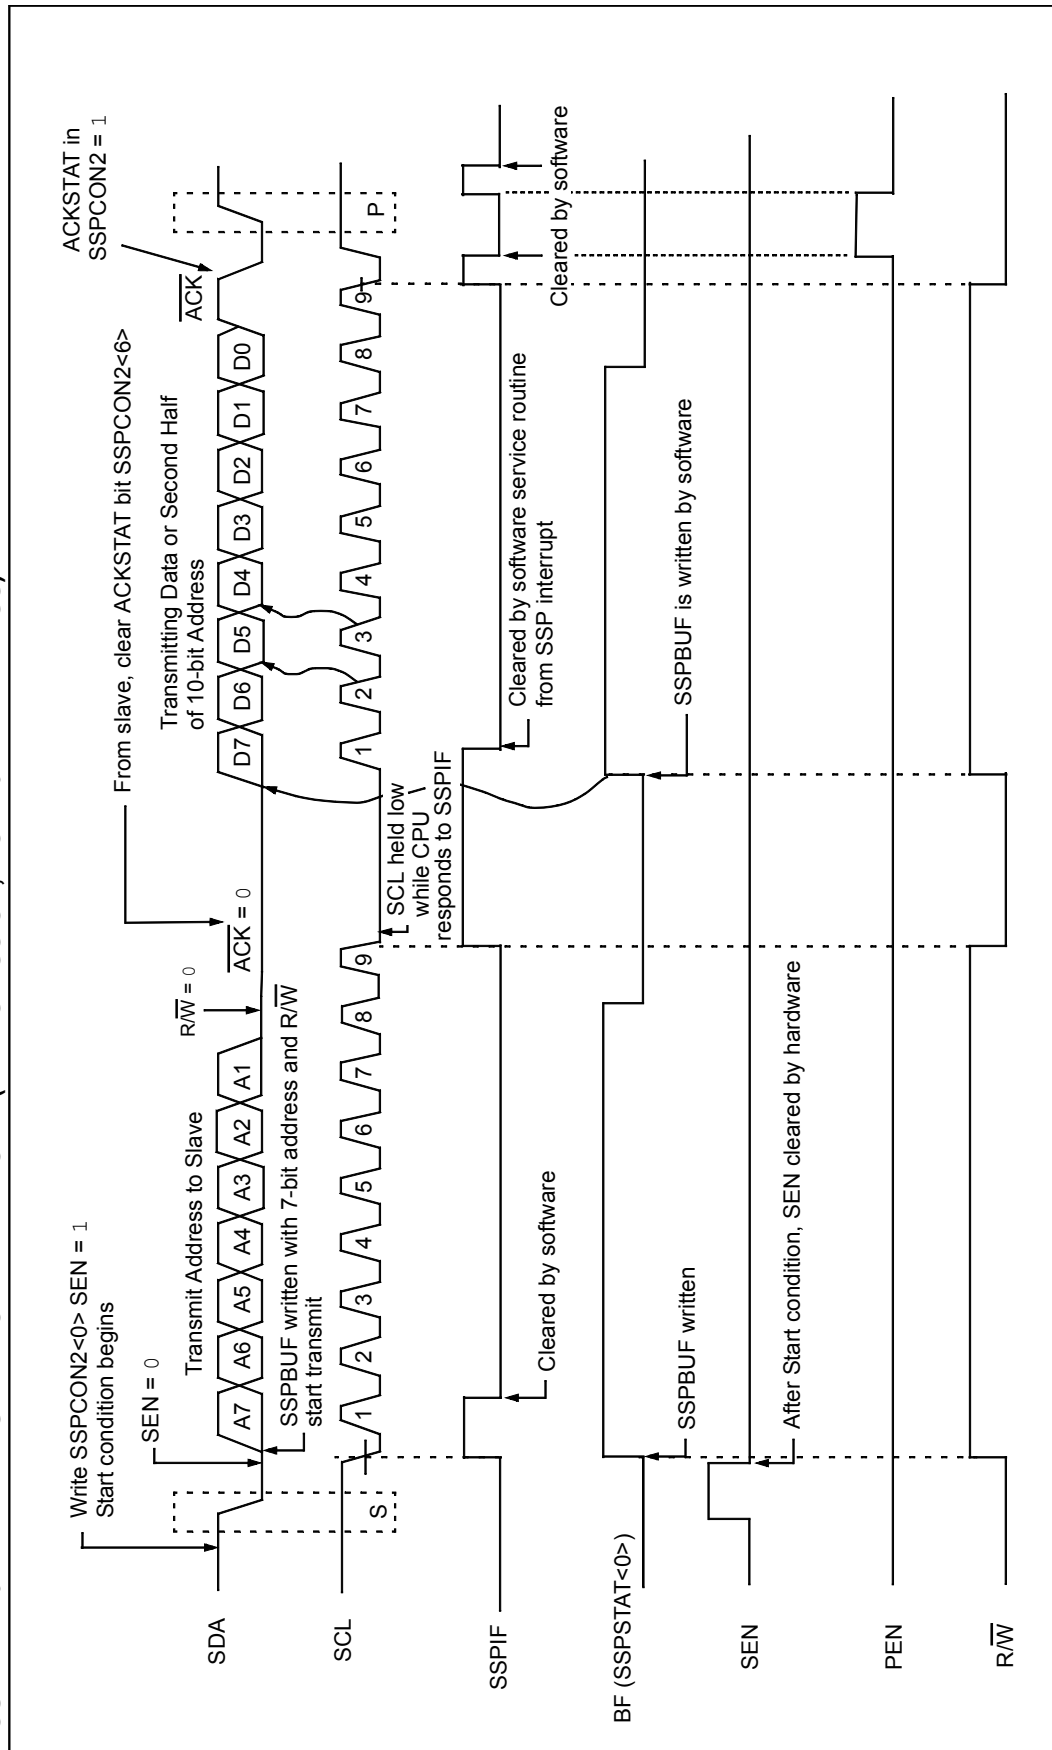 Write SSPCON2<0> SEN = 1
Start condition begins
SEN = 0
Transmit Address to Slave
From slave, clear ACKSTAT bit SSPCON2<6>
Transmitting Data or Second Half
of 10-bit Address
ACKSTAT in
SSPCON2 = 1
R/W = 0
ACK = 0
ACK
SDA
A7 A6 A5 A4 A3 A2 A1
D7 D6 D5 D4 D3 D2 D1 D0
SSPBUF written with 7-bit address and R/W
start transmit
SCL
S
1 2 3 4 5 6 7 8 9
1 2 3 4 5 6 7 8 9
P
SCL held low
while CPU
responds to SSPIF
SSPIF
Cleared by software
Cleared by software service routine
from SSP interrupt
Cleared by software
BF (SSPSTAT<0>)
SSPBUF written
SSPBUF is written by software
SEN
After Start condition, SEN cleared by hardware
PEN
R/W